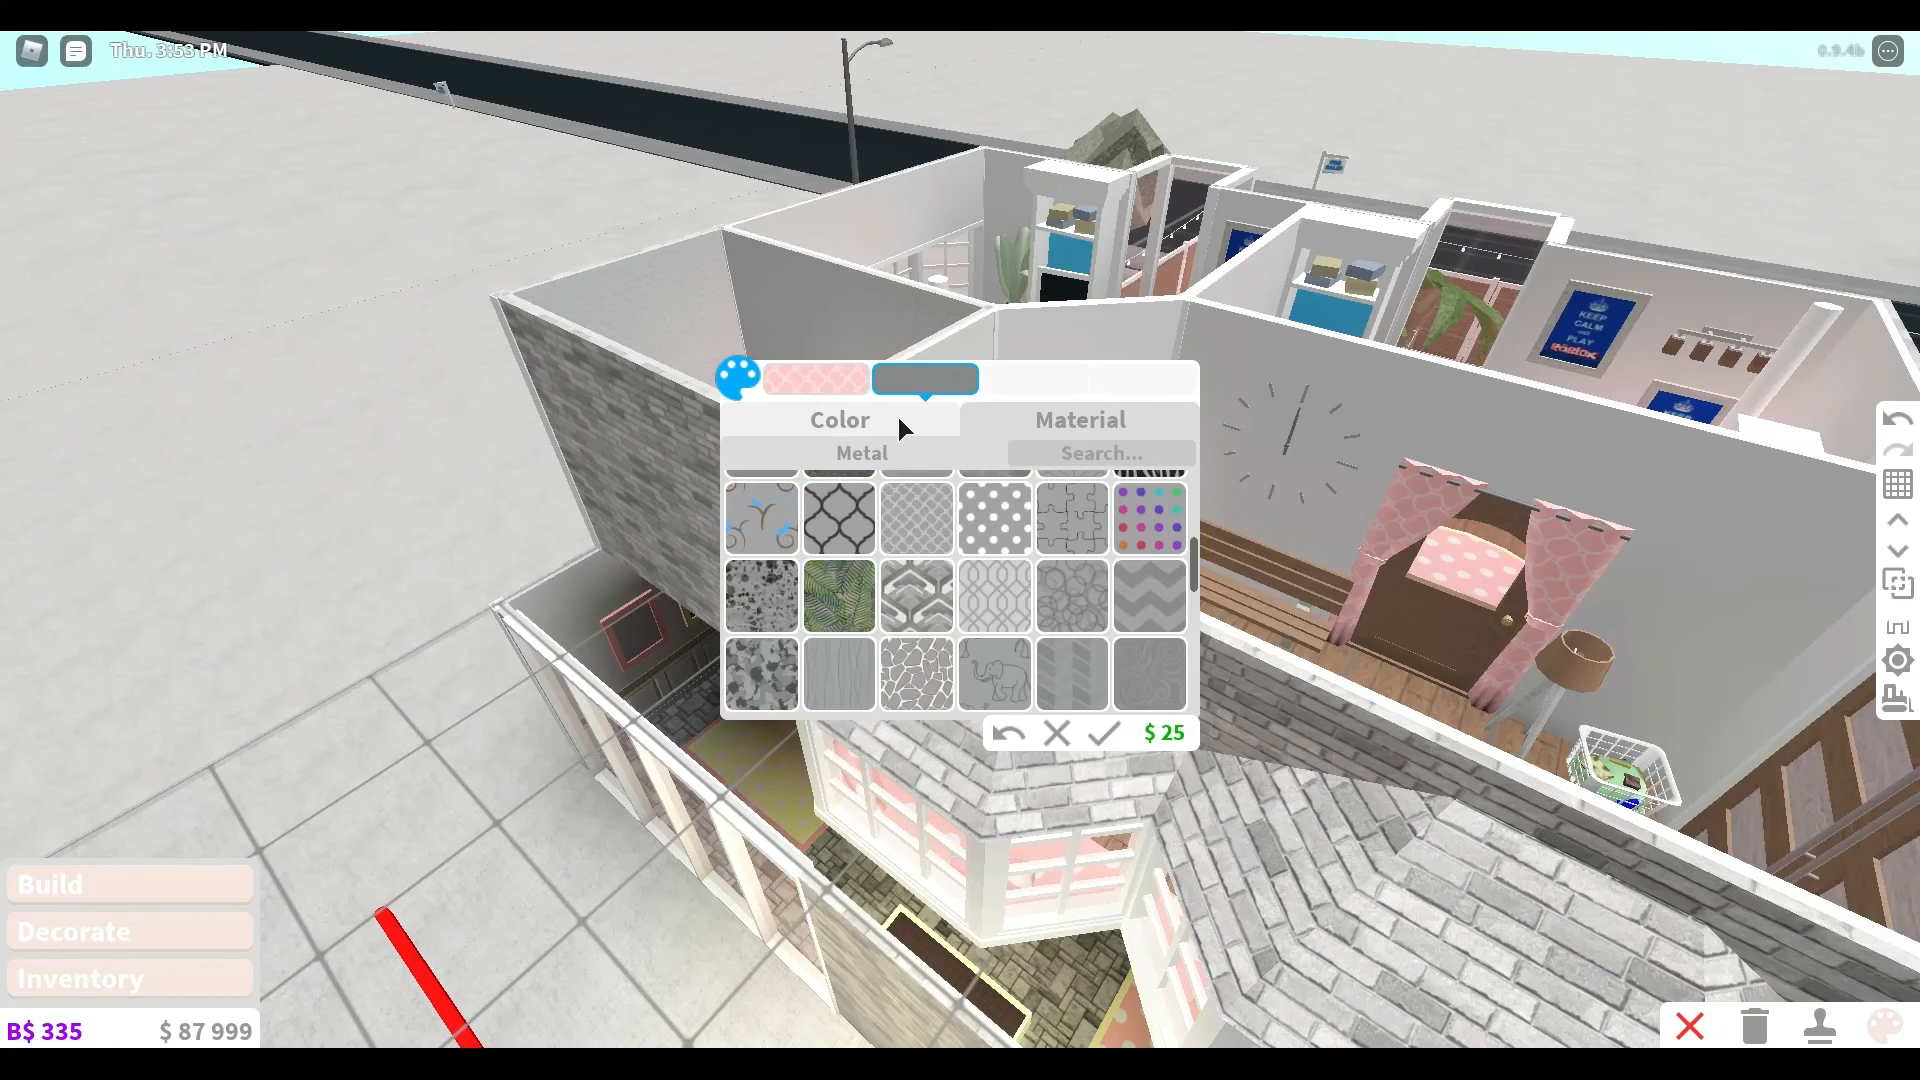 Thu. 3:53 PM
0.9.4b
KEEP
CALM
AND
PLAY
ROBLOX
Color
Material
Metal
Search...
$ 25
Build
Decorate
Inventory
B$ 335
$ 87 999